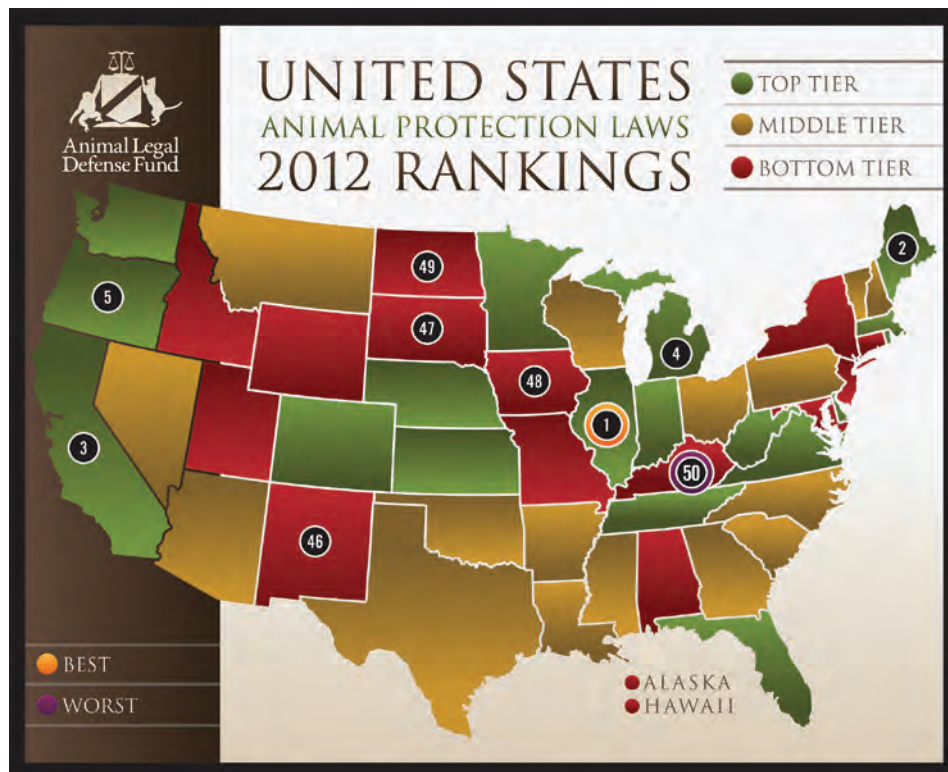 Animal Legal
Defense Fund
UNITED STATES
ANIMAL PROTECTION LAWS
2012 RANKINGS
TOP TIER
MIDDLE TIER
BOTTOM TIER
2
49
5
47
4
48
1
3
50
46
BEST
WORST
ALASKA
HAWAII